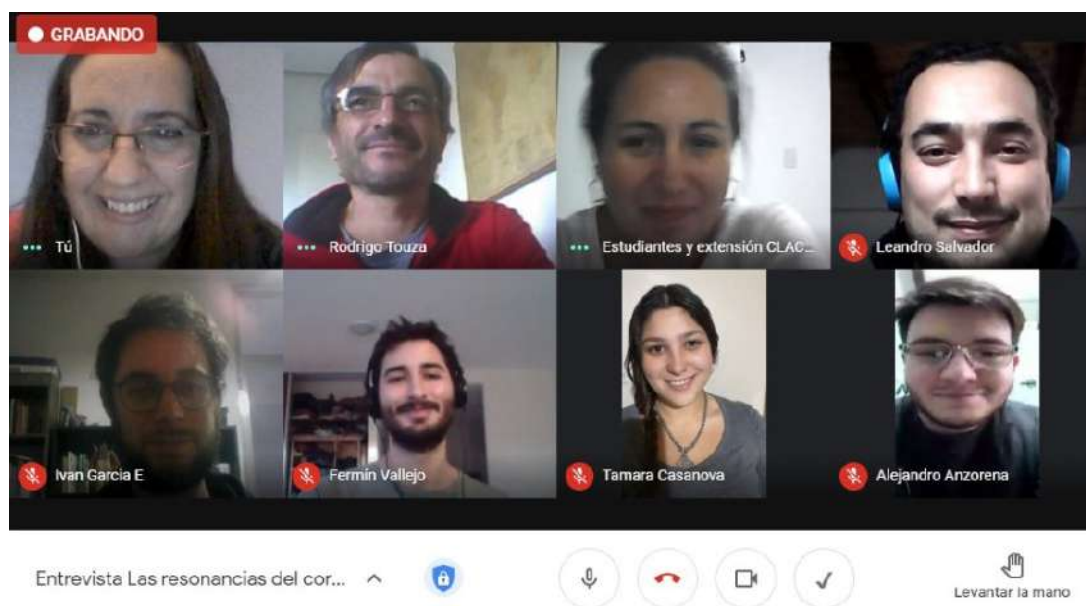 GRABANDO
Tú
Rodrigo Touza
Estudiantes y extensión CLAC...
Leandro Salvador
Ivan Garcia E
Fermín Vallejo
Tamara Casanova
Alejandro Anzorena
Entrevista Las resonancias del cor...
Levantar la mano